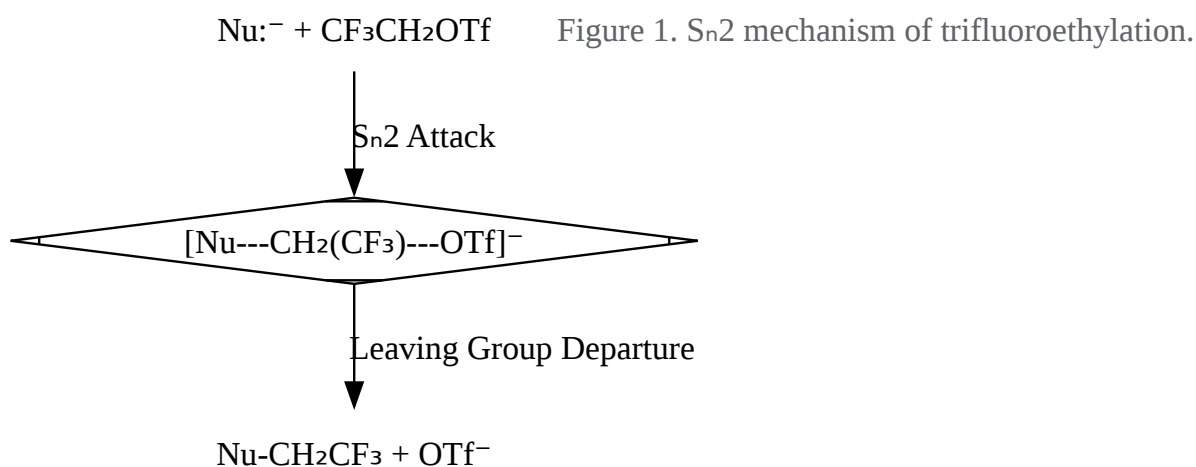 Nu:⁻ + CF₃CH₂OTf
Figure 1. Sₙ2 mechanism of trifluoroethylation.
Sₙ2 Attack
[Nu---CH₂(CF₃)---OTf]⁻
Leaving Group Departure
Nu-CH₂CF₃ + OTf⁻